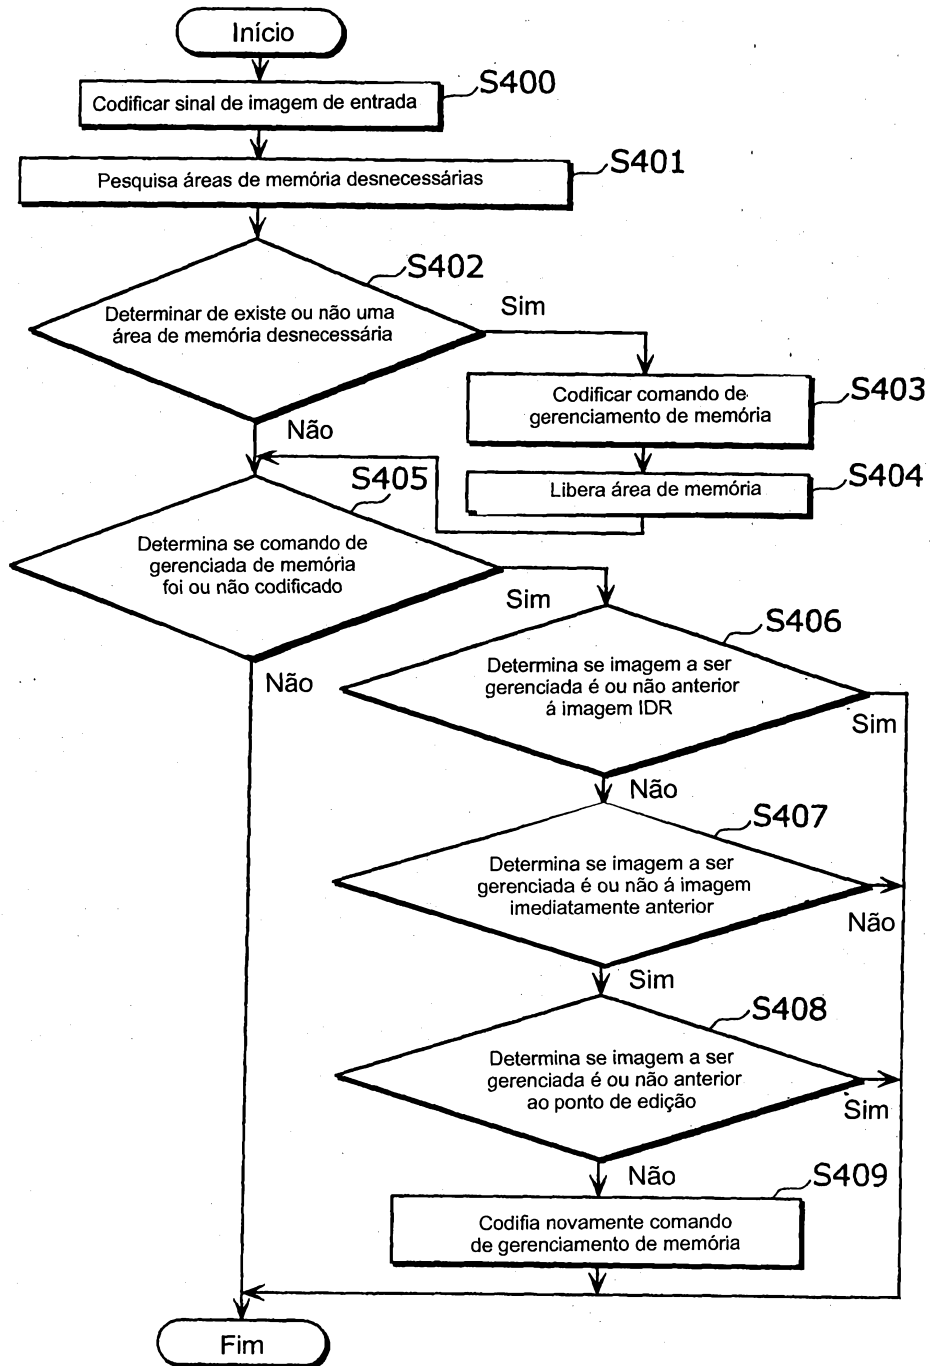 Início
Codificar sinal de imagem de entrada
S400
Pesquisa áreas de memória desnecessárias
S401
S402
Determinar de existe ou não uma
área de memória desnecessária
Sim
Codificar comando de
gerenciamento de memória
S403
Não
Libera área de memória
S404
S405
Determina se comando de
gerenciada de memória
foi ou não codificado
Sim
Não
S406
Determina se imagem a ser
gerenciada é ou não anterior
á imagem IDR
Sim
Não
S407
Determina se imagem a ser
gerenciada é ou não á imagem
imediatamente anterior
Não
Sim
S408
Determina se imagem a ser
gerenciada é ou não anterior
ao ponto de edição
Sim
Não
S409
Codifia novamente comando
de gerenciamento de memória
Fim